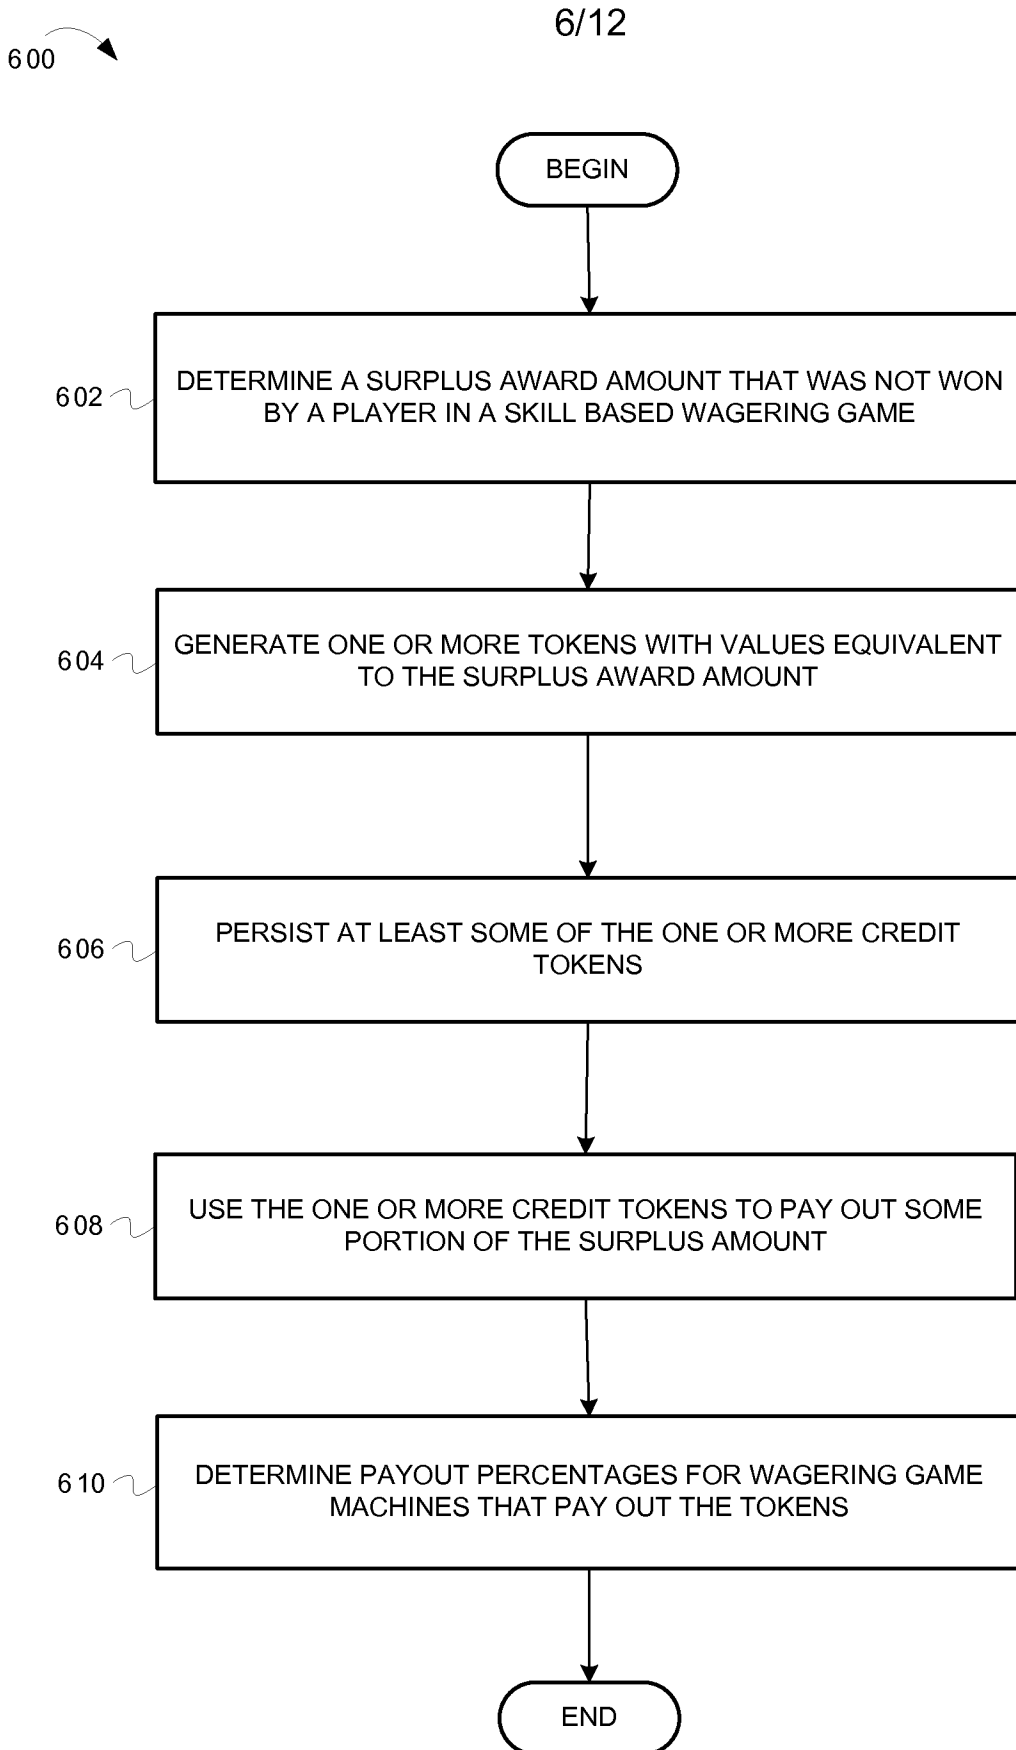 6/12
600
BEGIN
602
DETERMINE A SURPLUS AWARD AMOUNT THAT WAS NOT WON
BY A PLAYER IN A SKILL BASED WAGERING GAME
604
GENERATE ONE OR MORE TOKENS WITH VALUES EQUIVALENT
TO THE SURPLUS AWARD AMOUNT
606
PERSIST AT LEAST SOME OF THE ONE OR MORE CREDIT
TOKENS
608
USE THE ONE OR MORE CREDIT TOKENS TO PAY OUT SOME
PORTION OF THE SURPLUS AMOUNT
610
DETERMINE PAYOUT PERCENTAGES FOR WAGERING GAME
MACHINES THAT PAY OUT THE TOKENS
END